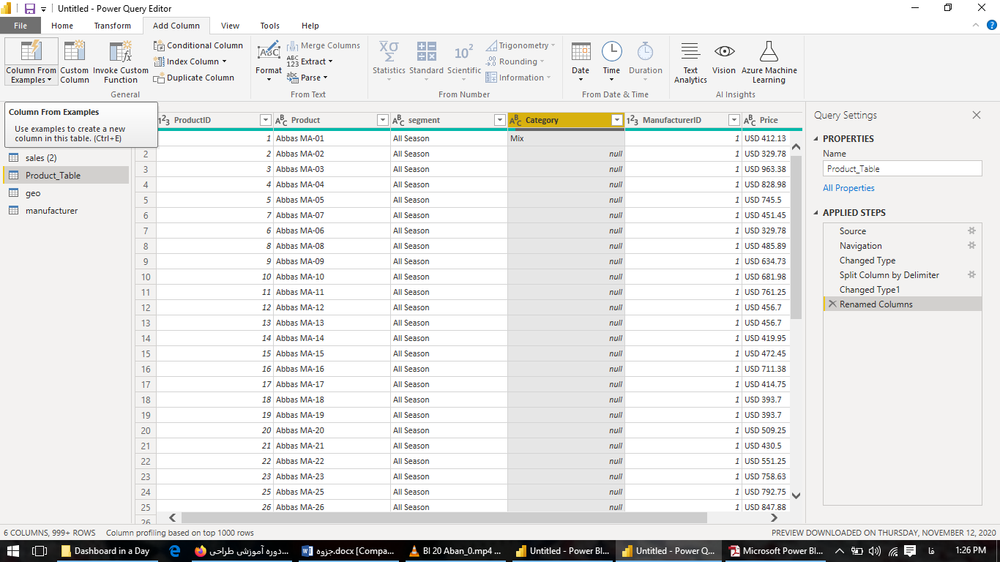 Untitled - Power Query Editor
File Home Transform Add Column View Tools Help
Column From Examples
Custom Column
Invoke Custom Function
Conditional Column
Index Column
Duplicate Column
General
Format
Merge Columns
Extract
Parse
From Text
Statistics
Standard
Scientific
Trigonometry
Rounding
Information
From Number
Date
Time
Duration
From Date & Time
Text Analytics
Vision
Azure Machine Learning
AI Insights
Column From Examples
Use examples to create a new
column in this table. (Ctrl+E)
sales (2)
Product_Table
geo
manufacturer
ProductID Product segment Category ManufacturerID Price
1 Abbas MA-01 All Season Mix 1 USD 412.13
2 2 Abbas MA-02 All Season null 1 USD 329.78
3 3 Abbas MA-03 All Season null 1 USD 963.38
4 4 Abbas MA-04 All Season null 1 USD 828.98
5 5 Abbas MA-05 All Season null 1 USD 745.5
6 7 Abbas MA-07 All Season null 1 USD 451.45
7 6 Abbas MA-06 All Season null 1 USD 329.78
8 8 Abbas MA-08 All Season null 1 USD 485.89
9 9 Abbas MA-09 All Season null 1 USD 634.73
10 10 Abbas MA-10 All Season null 1 USD 681.98
11 11 Abbas MA-11 All Season null 1 USD 761.25
12 12 Abbas MA-12 All Season null 1 USD 456.7
13 13 Abbas MA-13 All Season null 1 USD 456.7
14 14 Abbas MA-14 All Season null 1 USD 419.95
15 15 Abbas MA-15 All Season null 1 USD 472.45
16 16 Abbas MA-16 All Season null 1 USD 711.38
17 17 Abbas MA-17 All Season null 1 USD 414.75
18 18 Abbas MA-18 All Season null 1 USD 393.7
19 19 Abbas MA-19 All Season null 1 USD 393.7
20 20 Abbas MA-20 All Season null 1 USD 509.25
21 21 Abbas MA-21 All Season null 1 USD 430.5
22 22 Abbas MA-22 All Season null 1 USD 551.25
23 23 Abbas MA-23 All Season null 1 USD 758.63
24 25 Abbas MA-25 All Season null 1 USD 792.75
25 26 Abbas MA-26 All Season null 1 USD 847.88
26
Query Settings
PROPERTIES
Name
Product_Table
All Properties
APPLIED STEPS
Source
Navigation
Changed Type
Split Column by Delimiter
Changed Type1
Renamed Columns
6 COLUMNS, 999+ ROWS Column profiling based on top 1000 rows
PREVIEW DOWNLOADED ON THURSDAY, NOVEMBER 12, 2020
Dashboard in a Day
دوره آموزشی طراحی...
جزوه.docx [Compa...
BI 20 Aban_0.mp4 ...
Untitled - Power BI...
Untitled - Power Q...
Microsoft Power BI...
فا
1:26 PM